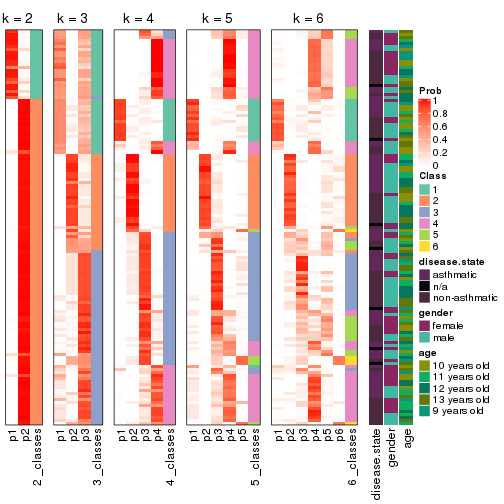 k = 2 k = 3 k = 4 k = 5 k = 6
Prob
1
0.8
0.6
0.4
0.2
0
Class
1
2
3
4
5
6
disease.state
asthmatic
n/a
non-asthmatic
gender
female
male
age
10 years old
11 years old
12 years old
13 years old
9 years old
p1 p2 2_classes p1 p2 p3 3_classes p1 p2 p3 p4 4_classes p1 p2 p3 p4 p5 5_classes p1 p2 p3 p4 p5 p6 6_classes disease.state gender age